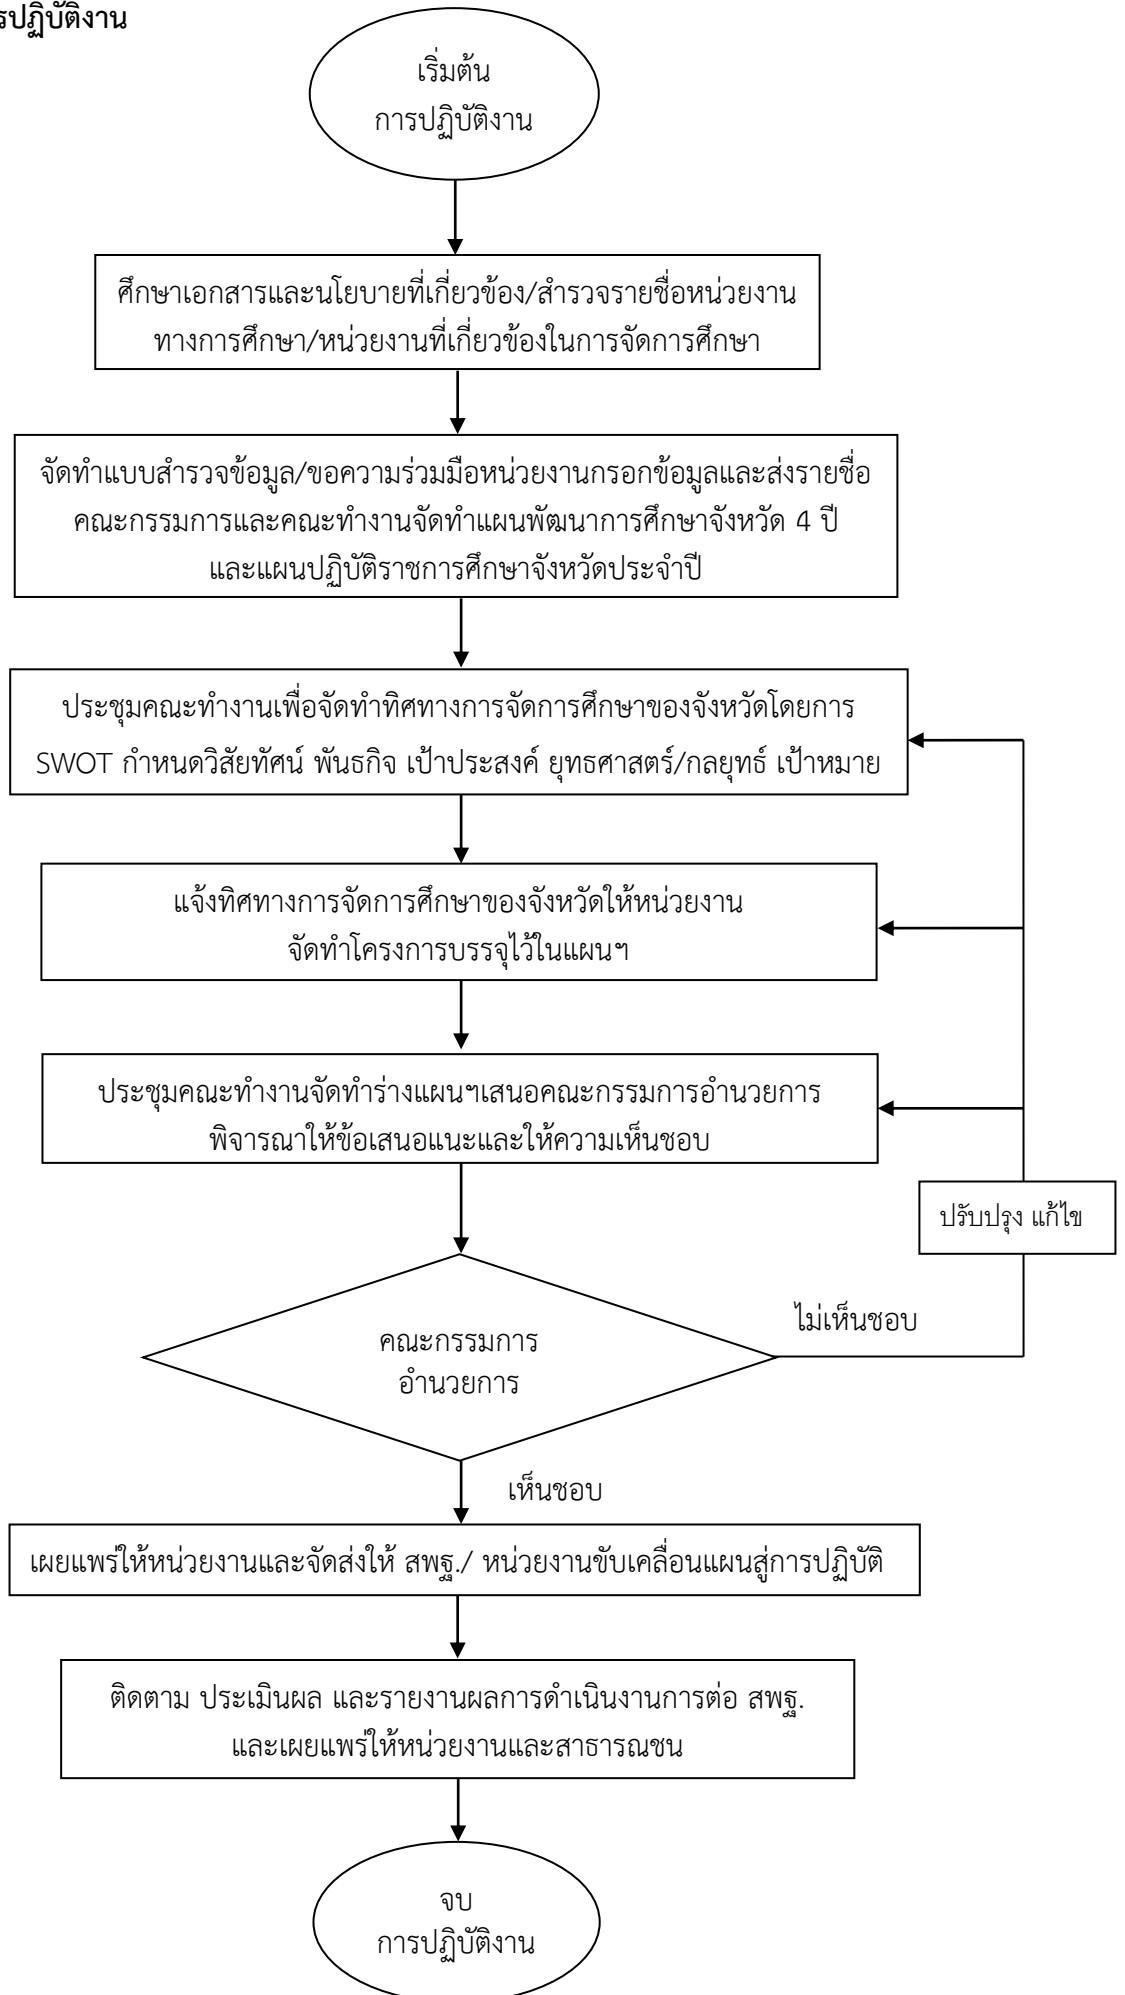 รปฏิบัติงาน
เริ่มต้น
การปฏิบัติงาน
ศึกษาเอกสารและนโยบายที่เกี่ยวข้อง/สำรวจรายชื่อหน่วยงาน
ทางการศึกษา/หน่วยงานที่เกี่ยวข้องในการจัดการศึกษา
จัดทำแบบสำรวจข้อมูล/ขอความร่วมมือหน่วยงานกรอกข้อมูลและส่งรายชื่อ
คณะกรรมการและคณะทำงานจัดทำแผนพัฒนาการศึกษาจังหวัด 4 ปี
และแผนปฏิบัติราชการศึกษาจังหวัดประจำปี
ประชุมคณะทำงานเพื่อจัดทำทิศทางการจัดการศึกษาของจังหวัดโดยการ
SWOT กำหนดวิสัยทัศน์ พันธกิจ เป้าประสงค์ ยุทธศาสตร์/กลยุทธ์ เป้าหมาย
แจ้งทิศทางการจัดการศึกษาของจังหวัดให้หน่วยงาน
จัดทำโครงการบรรจุไว้ในแผนฯ
ประชุมคณะทำงานจัดทำร่างแผนฯเสนอคณะกรรมการอำนวยการ
พิจารณาให้ข้อเสนอแนะและให้ความเห็นชอบ
ปรับปรุง แก้ไข
ไม่เห็นชอบ
คณะกรรมการ
อำนวยการ
เห็นชอบ
เผยแพร่ให้หน่วยงานและจัดส่งให้ สพฐ./ หน่วยงานขับเคลื่อนแผนสู่การปฏิบัติ
ติดตาม ประเมินผล และรายงานผลการดำเนินงานการต่อ สพฐ.
และเผยแพร่ให้หน่วยงานและสาธารณชน
จบ
การปฏิบัติงาน